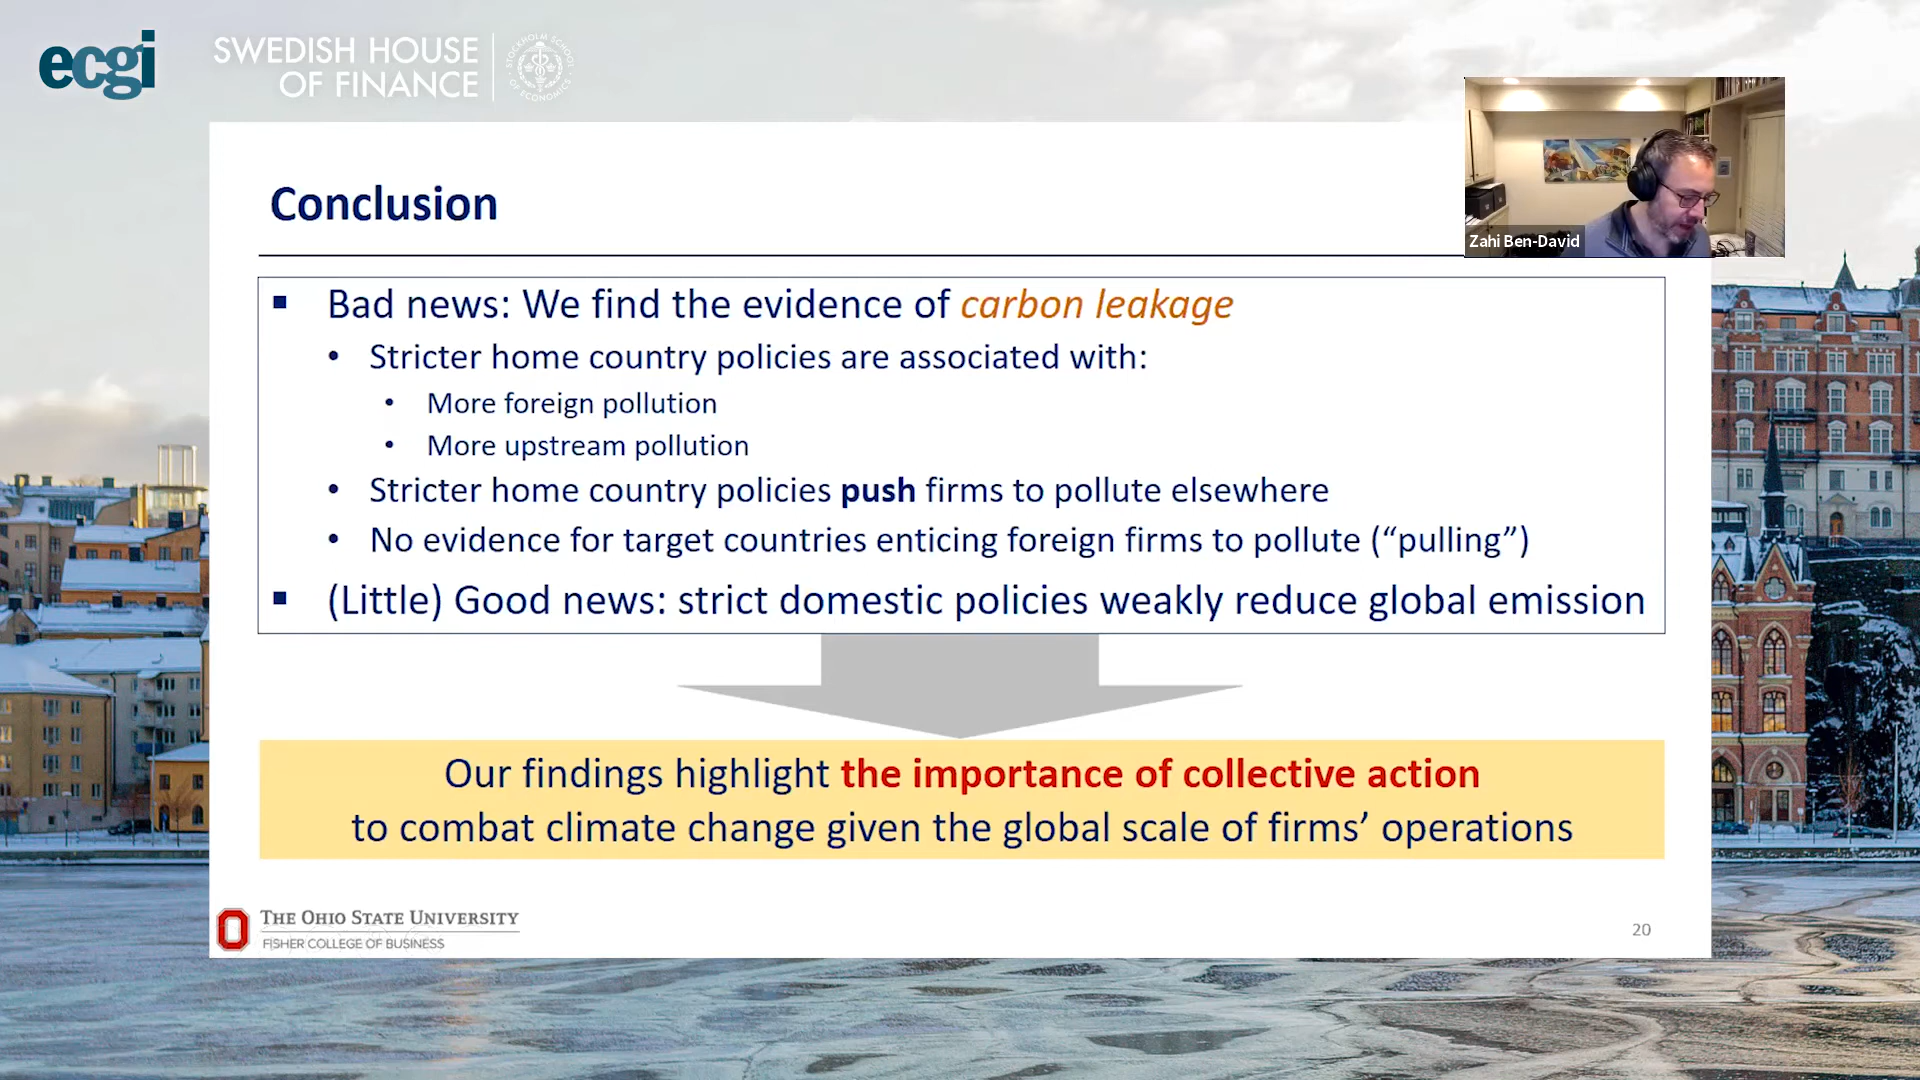 ecgi
SWEDISH HOUSE
OF FINANCE
STOCKHOLM SCHOOL
OF ECONOMICS
Zahi Ben-David
Conclusion
▪ Bad news: We find the evidence of carbon leakage
• Stricter home country policies are associated with:
• More foreign pollution
• More upstream pollution
• Stricter home country policies push firms to pollute elsewhere
• No evidence for target countries enticing foreign firms to pollute (“pulling”)
▪ (Little) Good news: strict domestic policies weakly reduce global emission
Our findings highlight the importance of collective action
to combat climate change given the global scale of firms’ operations
THE OHIO STATE UNIVERSITY
FISHER COLLEGE OF BUSINESS
20